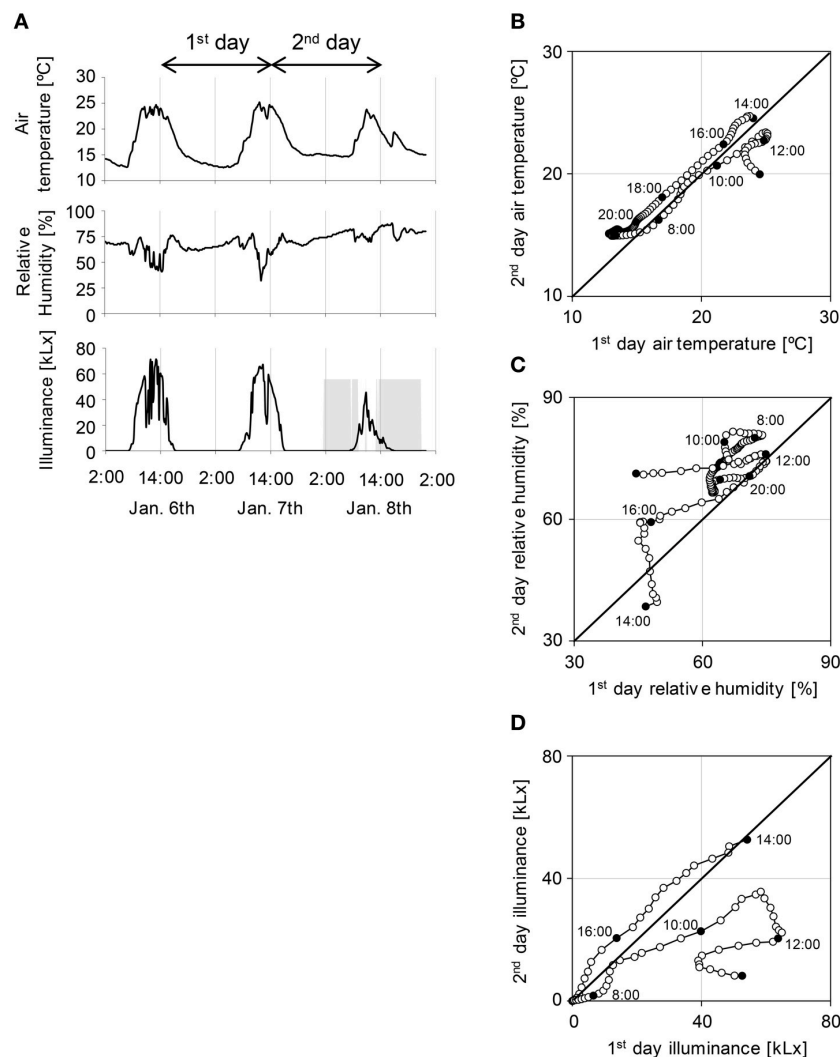 A
1st day 2nd day
Air temperature [ºC]
30
25
20
15
10
Relative Humidity [%]
100
75
50
25
0
Illuminance [kLx]
80
60
40
20
0
2:00 14:00 2:00 14:00 2:00 14:00 2:00
Jan. 6th Jan. 7th Jan. 8th
B
2nd day air temperature [ºC]
30
20
10
14:00
16:00
12:00
10:00
18:00
20:00
8:00
10 20 30
1st day air temperature [ºC]
C
2nd day relative humidity [%]
90
60
30
8:00
10:00
12:00
20:00
16:00
14:00
30 60 90
1st day relative humidity [%]
D
2nd day illuminance [kLx]
80
40
0
14:00
16:00
10:00
12:00
8:00
0 40 80
1st day illuminance [kLx]